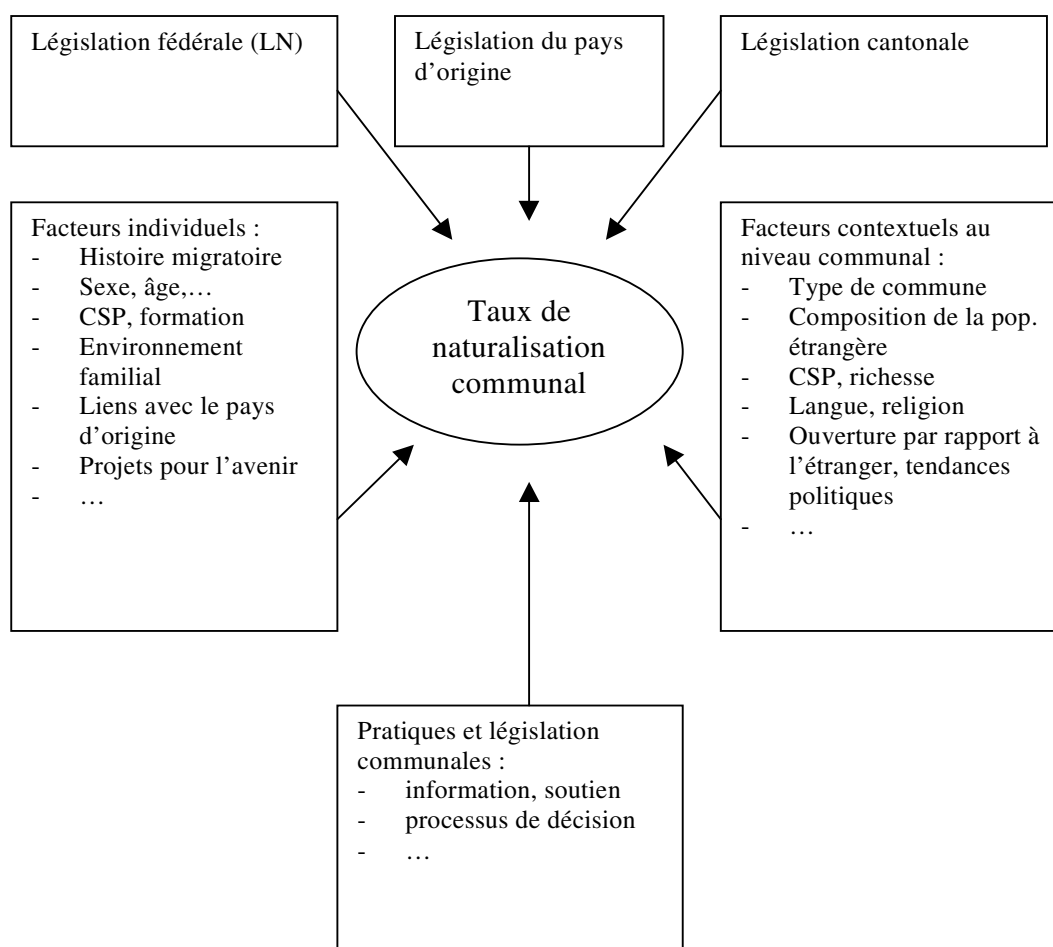 Législation fédérale (LN)
Législation du pays
d’origine
Législation cantonale
Facteurs individuels :
- Histoire migratoire
- Sexe, âge,…
- CSP, formation
- Environnement
familial
- Liens avec le pays
d’origine
- Projets pour l’avenir
- …
Taux de
naturalisation
communal
Facteurs contextuels au
niveau communal :
- Type de commune
- Composition de la pop.
étrangère
- CSP, richesse
- Langue, religion
- Ouverture par rapport à
l’étranger, tendances
politiques
- …
Pratiques et législation
communales :
- information, soutien
- processus de décision
- …